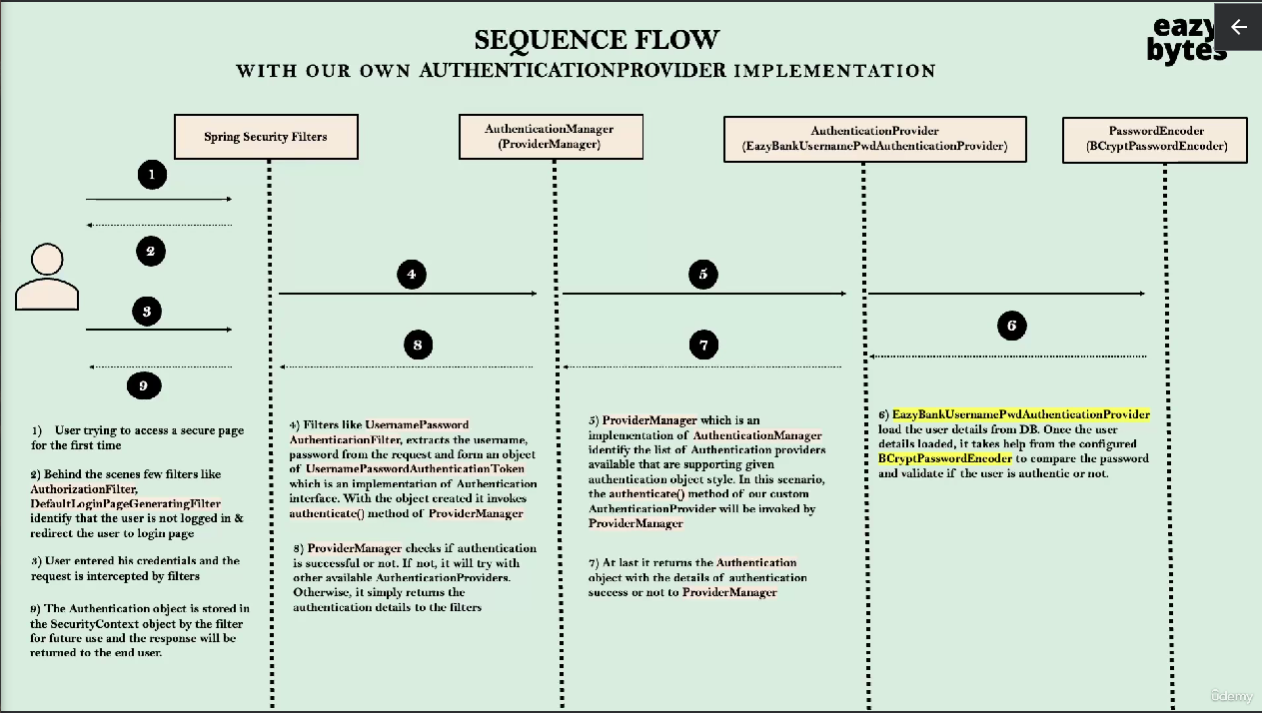 eazy
bytes
SEQUENCE FLOW
WITH OUR OWN AUTHENTICATIONPROVIDER IMPLEMENTATION
Spring Security Filters
AuthenticationManager
(ProviderManager)
AuthenticationProvider
(EazyBankUsernamePwdAuthenticationProvider)
PasswordEncoder
(BCryptPasswordEncoder)
1
2
3
9
4
8
5
7
6
1) User trying to access a secure page
for the first time
2) Behind the scenes few filters like
AuthorizationFilter,
DefaultLoginPageGeneratingFilter
identify that the user is not logged in &
redirect the user to login page
3) User entered his credentials and the
request is intercepted by filters
9) The Authentication object is stored in
the SecurityContext object by the filter
for future use and the response will be
returned to the end user.
4) Filters like UsernamePassword
AuthenticationFilter, extracts the username,
password from the request and form an object
of UsernamePasswordAuthenticationToken
which is an implementation of Authentication
interface. With the object created it invokes
authenticate() method of ProviderManager
8) ProviderManager checks if authentication
is successful or not. If not, it will try with
other available AuthenticationProviders.
Otherwise, it simply returns the
authentication details to the filters
5) ProviderManager which is an
implementation of AuthenticationManager
identify the list of Authentication providers
available that are supporting given
authentication object style. In this scenario,
the authenticate() method of our custom
AuthenticationProvider will be invoked by
ProviderManager
7) At last it returns the Authentication
object with the details of authentication
success or not to ProviderManager
6) EazyBankUsernamePwdAuthenticationProvider
load the user details from DB. Once the user
details loaded, it takes help from the configured
BCryptPasswordEncoder to compare the password
and validate if the user is authentic or not.
Udemy